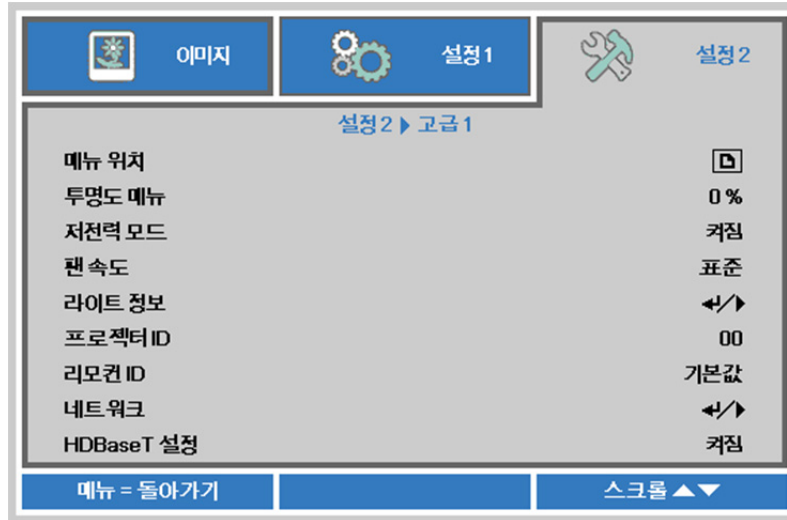 이미지 설정 1 설정 2
설정 2 ▶ 고급 1
메뉴 위치
투명도 메뉴 0 %
저전력 모드 켜짐
팬 속도 표준
라이트 정보 ↵/▶
프로젝터 ID 00
리모컨 ID 기본값
네트워크 ↵/▶
HDBaseT 설정 켜짐
메뉴 = 돌아가기 스크롤 ▲▼